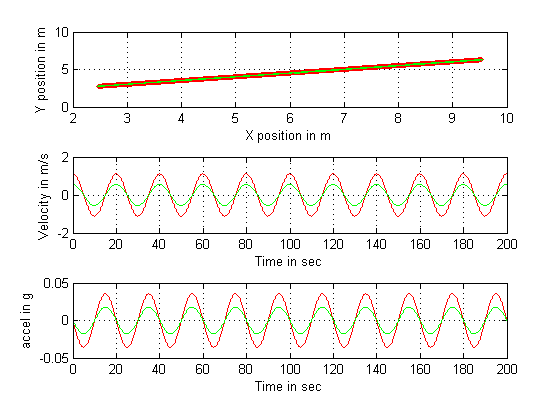 Y position in m
10
5
0
2 3 4 5 6 7 8 9 10
X position in m
Velocity in m/s
2
0
-2
0 20 40 60 80 100 120 140 160 180 200
Time in sec
accel in g
0.05
0
-0.05
0 20 40 60 80 100 120 140 160 180 200
Time in sec